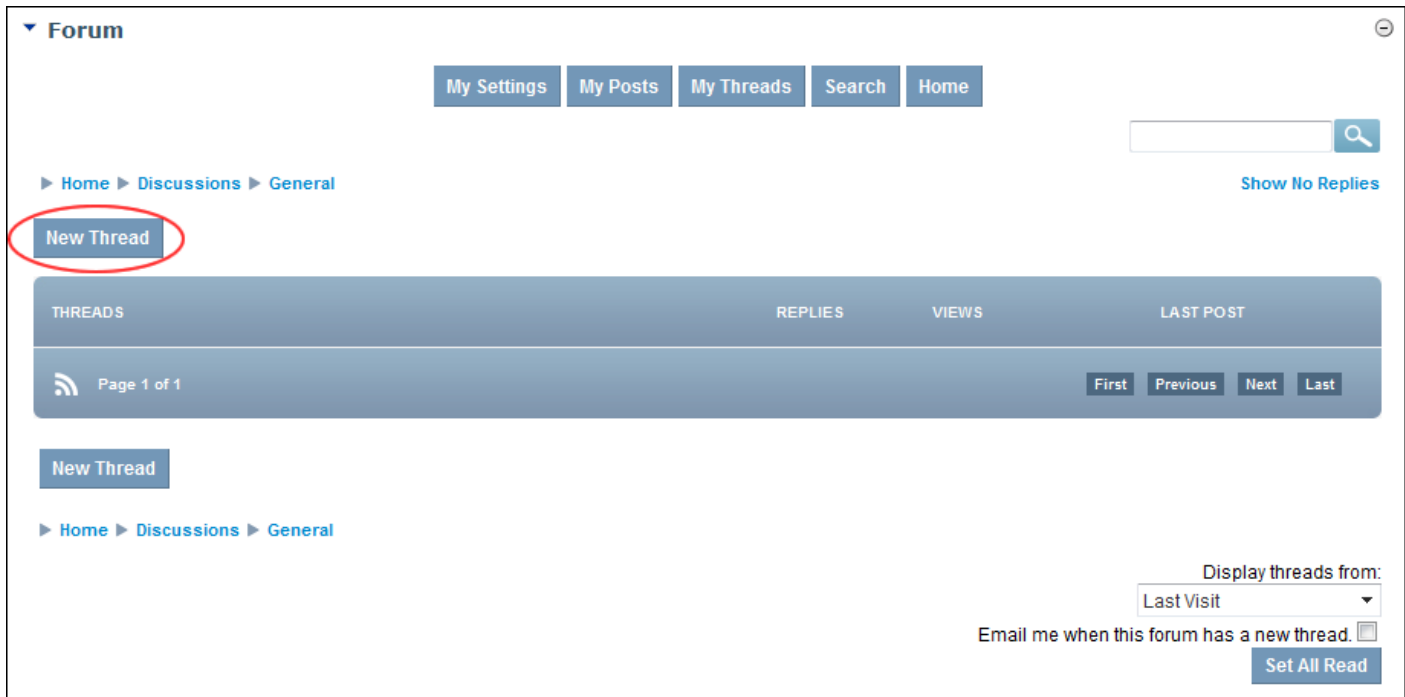 Forum
My Settings My Posts My Threads Search Home
Home Discussions General Show No Replies
New Thread
THREADS REPLIES VIEWS LAST POST
Page 1 of 1 First Previous Next Last
New Thread
Home Discussions General
Display threads from:
Last Visit
Email me when this forum has a new thread.
Set All Read